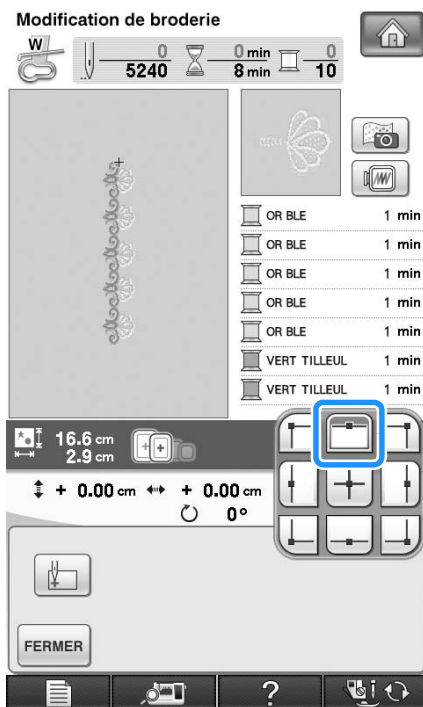 Modification de broderie
W
0
5240
0 min
8 min
0
10
OR BLE 1 min
OR BLE 1 min
OR BLE 1 min
OR BLE 1 min
OR BLE 1 min
VERT TILLEUL 1 min
VERT TILLEUL 1 min
16.6 cm
2.9 cm
+ 0.00 cm + 0.00 cm
0°
FERMER
?